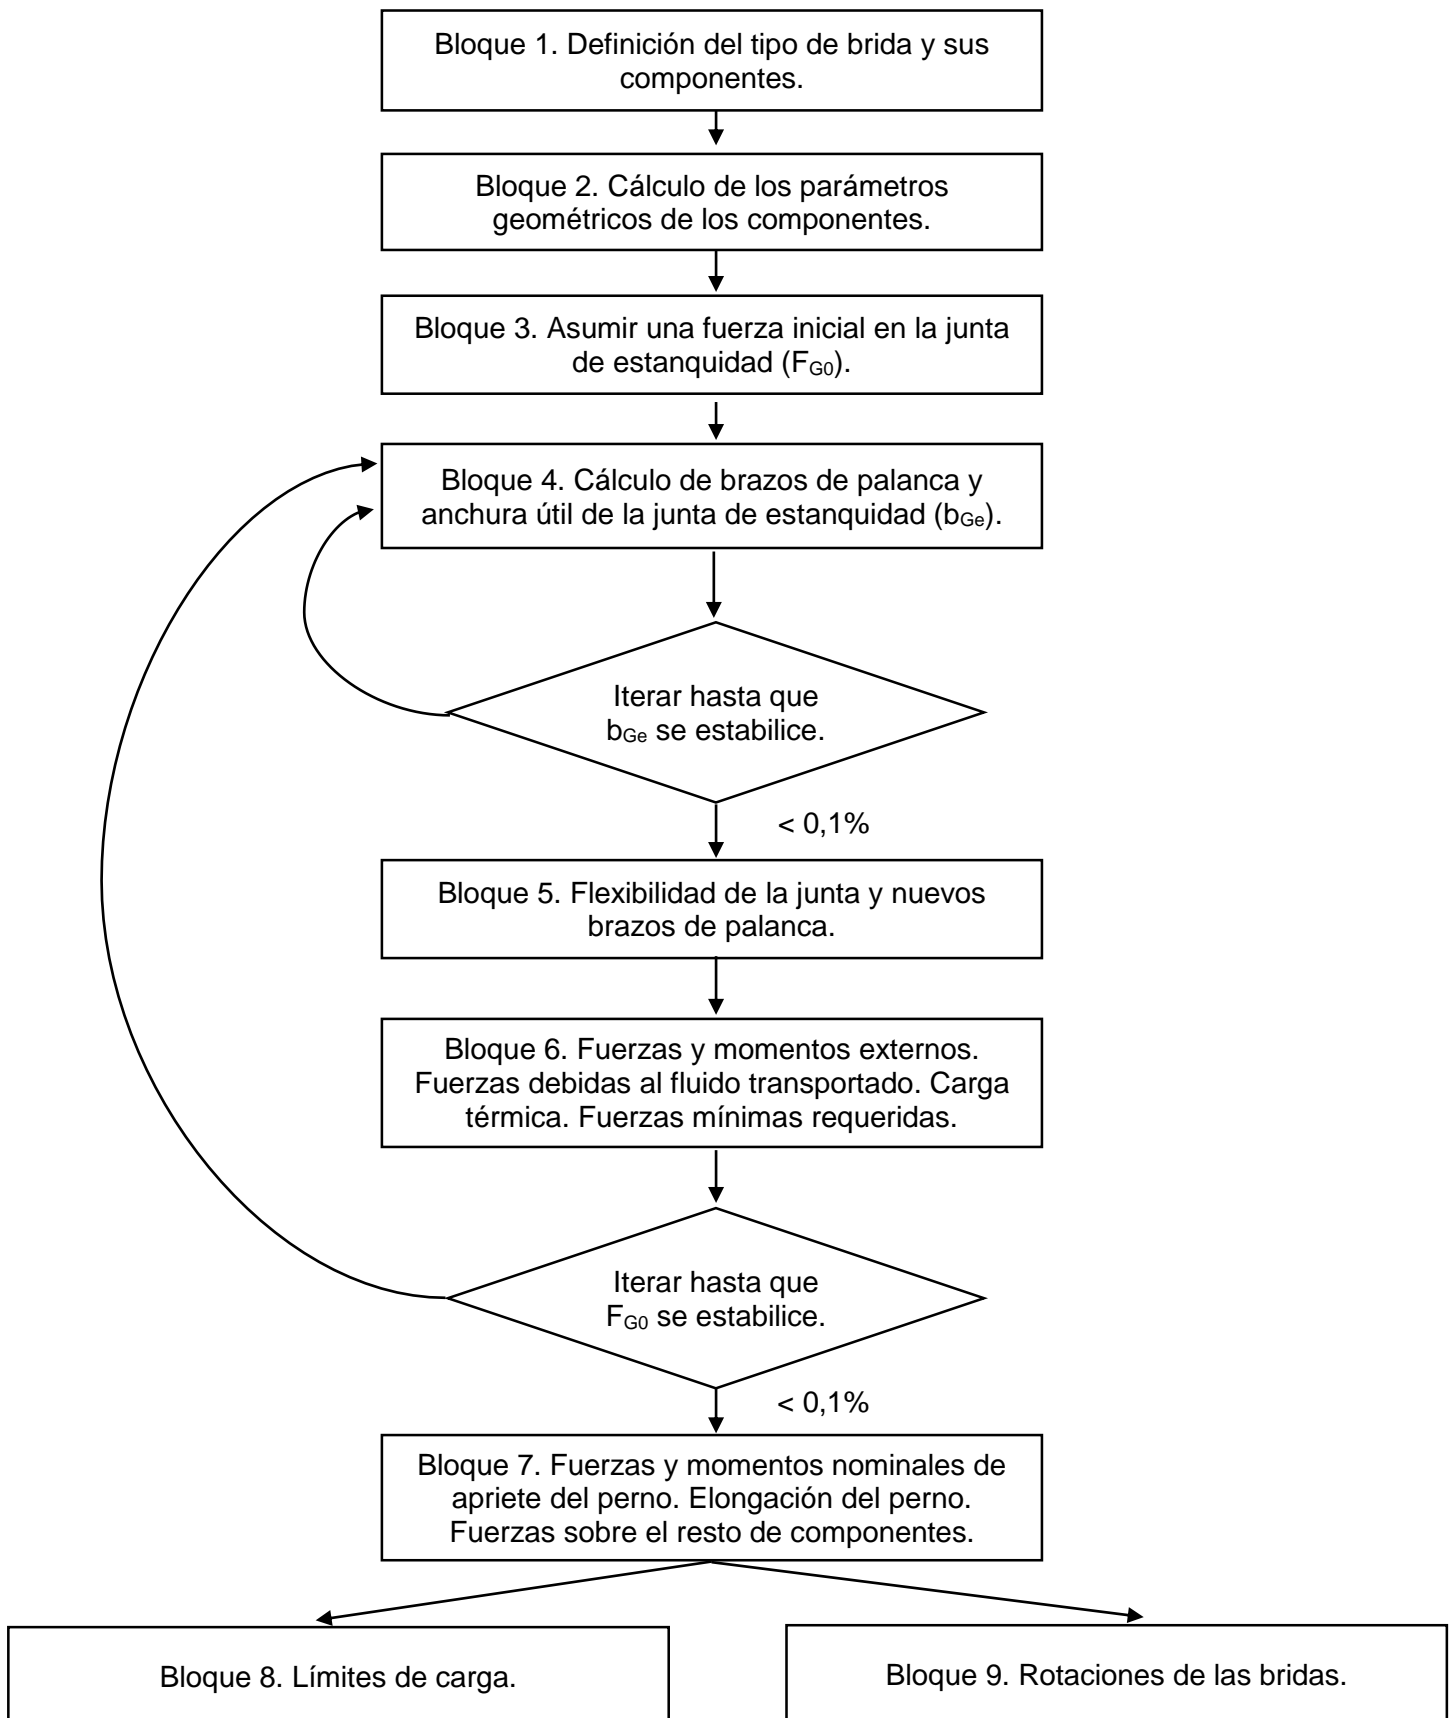 Bloque 1. Definición del tipo de brida y sus
componentes.
Bloque 2. Cálculo de los parámetros
geométricos de los componentes.
Bloque 3. Asumir una fuerza inicial en la junta
de estanquidad (FG0).
Bloque 4. Cálculo de brazos de palanca y
anchura útil de la junta de estanquidad (bGe).
Iterar hasta que
bGe se estabilice.
< 0,1%
Bloque 5. Flexibilidad de la junta y nuevos
brazos de palanca.
Bloque 6. Fuerzas y momentos externos.
Fuerzas debidas al fluido transportado. Carga
térmica. Fuerzas mínimas requeridas.
Iterar hasta que
FG0 se estabilice.
< 0,1%
Bloque 7. Fuerzas y momentos nominales de
apriete del perno. Elongación del perno.
Fuerzas sobre el resto de componentes.
Bloque 8. Límites de carga.
Bloque 9. Rotaciones de las bridas.